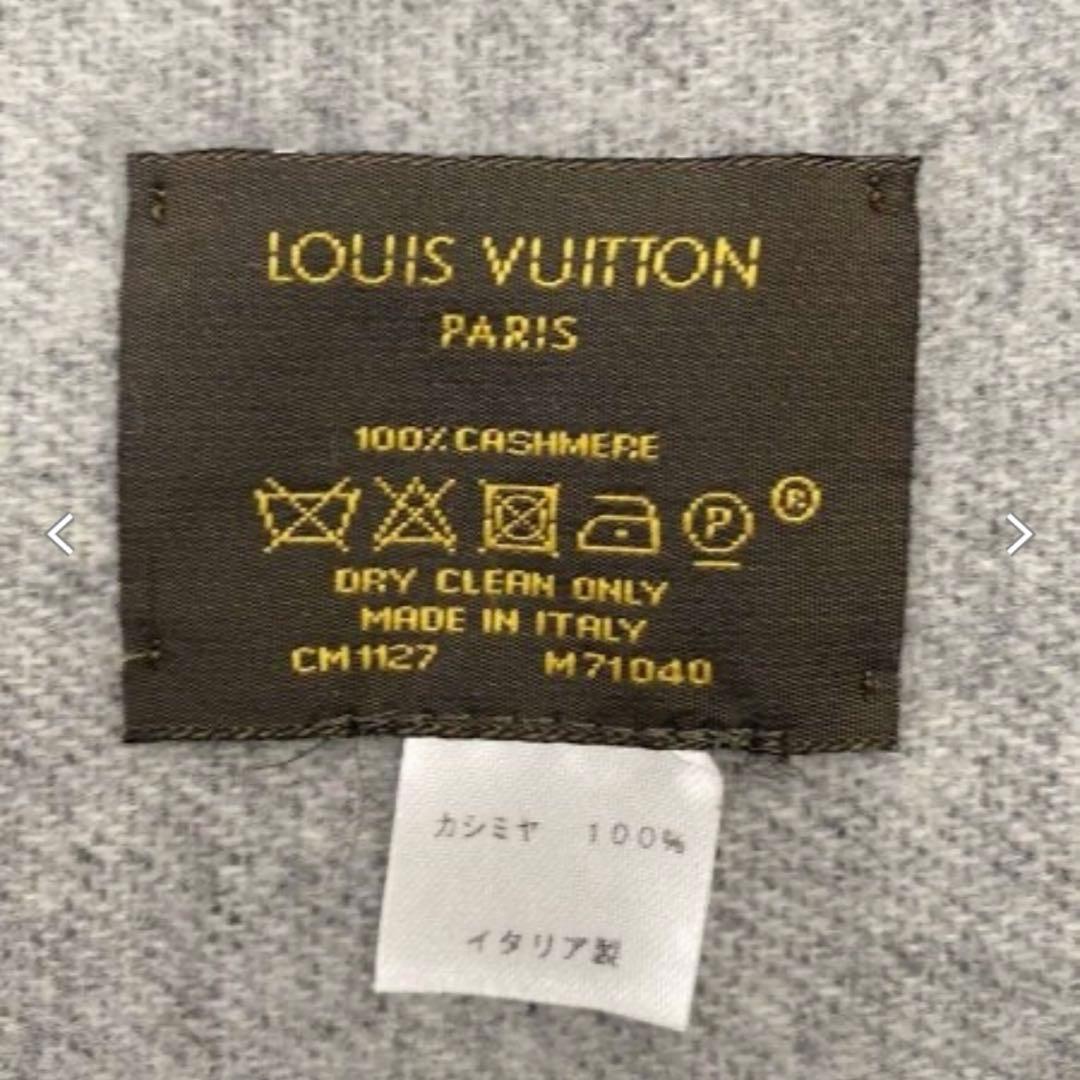 LOUIS VUITTON
PARIS
100% CASHMERE
P ®
DRY CLEAN ONLY
MADE IN ITALY
CM1127 M71040
カシミヤ 100%
イタリア製